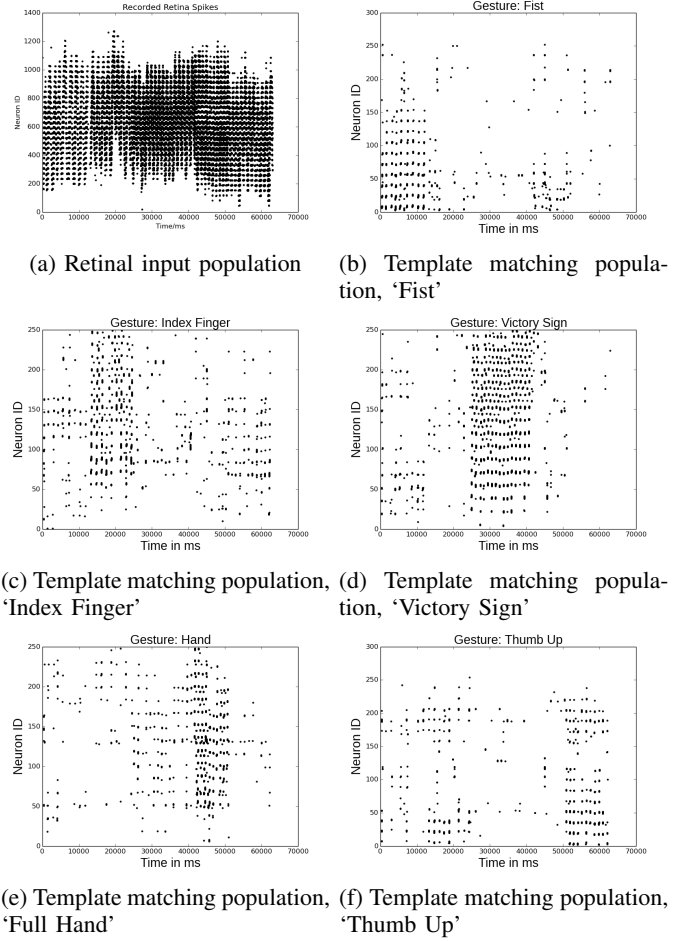 Recorded Retina Spikes
1400
1200
1000
800
600
400
200
0
Neuron ID
0 10000 20000 30000 40000 50000 60000 70000
Time/ms
(a) Retinal input population
Gesture: Fist
300
250
200
150
100
50
0
Neuron ID
0 10000 20000 30000 40000 50000 60000 70000
Time in ms
(b) Template matching popula-
tion, ‘Fist’
Gesture: Index Finger
250
200
150
100
50
0
Neuron ID
0 10000 20000 30000 40000 50000 60000 70000
Time in ms
(c) Template matching population,
‘Index Finger’
Gesture: Victory Sign
250
200
150
100
50
0
Neuron ID
0 10000 20000 30000 40000 50000 60000 70000
Time in ms
(d) Template matching popula-
tion, ‘Victory Sign’
Gesture: Hand
250
200
150
100
50
0
Neuron ID
0 10000 20000 30000 40000 50000 60000 70000
Time in ms
(e) Template matching population,
‘Full Hand’
Gesture: Thumb Up
300
250
200
150
100
50
0
Neuron ID
0 10000 20000 30000 40000 50000 60000 70000
Time in ms
(f) Template matching population,
‘Thumb Up’